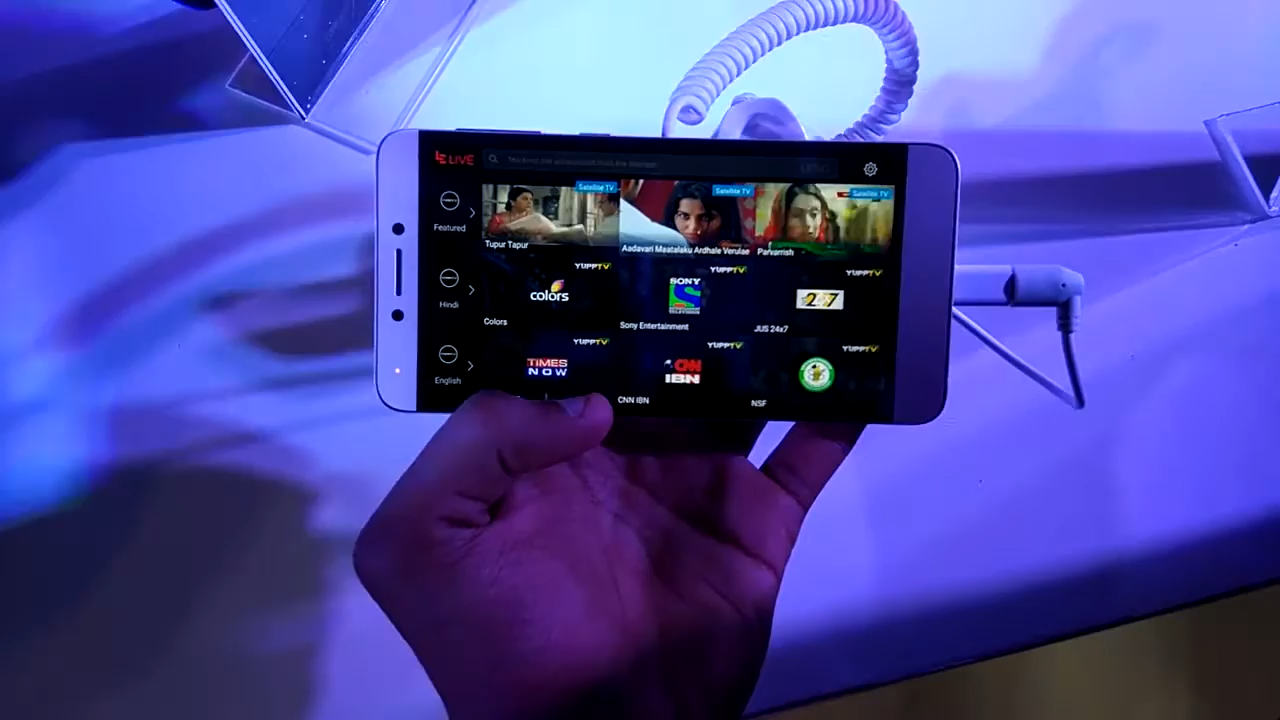 LE LIVE
Satellite TV
Satellite TV
Satellite TV
Featured
Tupur Tapur
Aadavari Maatalaku Ardhale Verulae
Parvarrish
YUPPTV
YUPPTV
YUPPTV
Hindi
colors
SONY
24x7
Colors
Sony Entertainment
JUS 24x7
YUPPTV
YUPPTV
YUPPTV
English
TIMES NOW
CNN IBN
CNN IBN
NSF